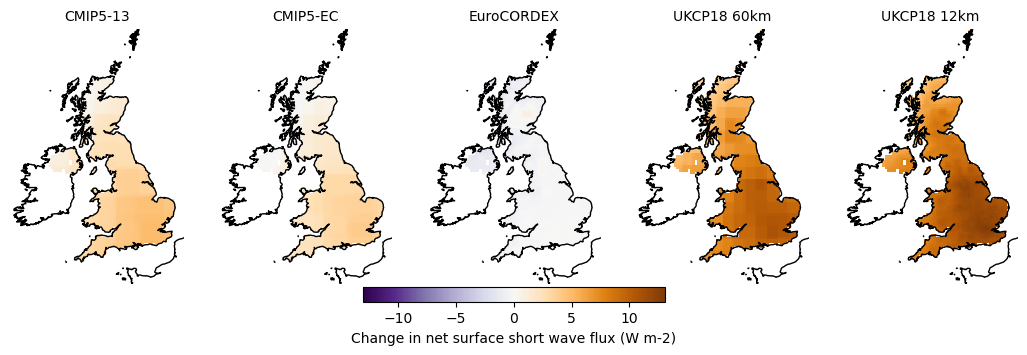 CMIP5-13 CMIP5-EC EuroCORDEX UKCP18 60km UKCP18 12km
−10 −5 0 5 10
Change in net surface short wave flux (W m-2)